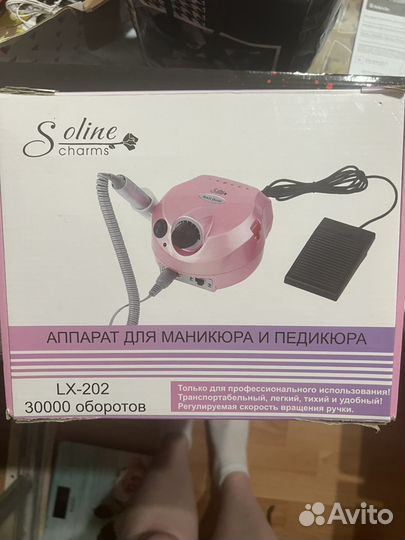 Soline
charms
АППАРАТ ДЛЯ МАНИКЮРА И ПЕДИКЮРА
LX-202
30000 оборотов
Только для профессионального использования!
Транспортабельный, легкий, тихий и удобный!
Регулируемая скорость вращения ручки.
Avito